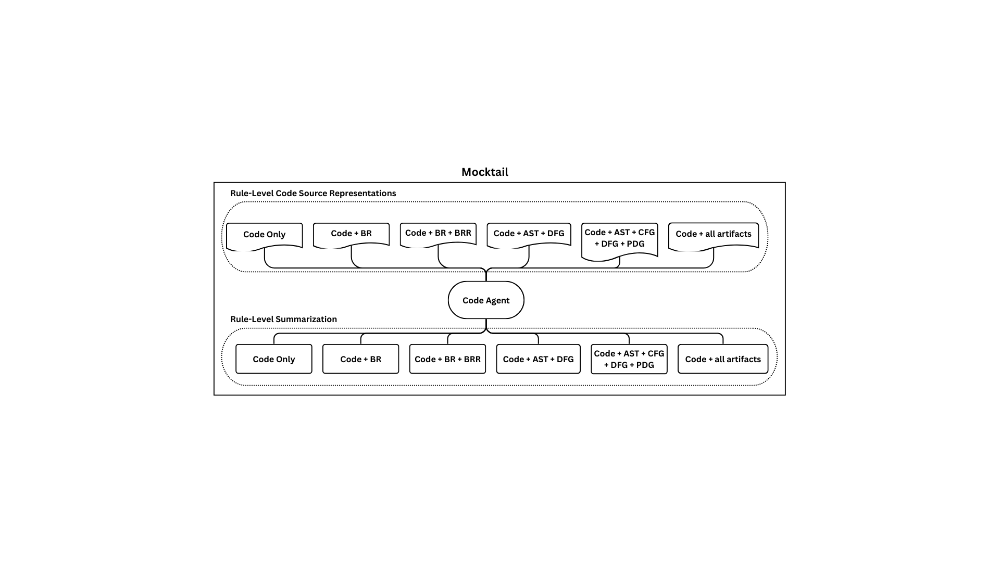 Mocktail
Rule-Level Code Source Representations
Code Only
Code + BR
Code + BR + BRR
Code + AST + DFG
Code + AST + CFG
+ DFG + PDG
Code + all artifacts
Code Agent
Rule-Level Summarization
Code Only
Code + BR
Code + BR + BRR
Code + AST + DFG
Code + AST + CFG
+ DFG + PDG
Code + all artifacts